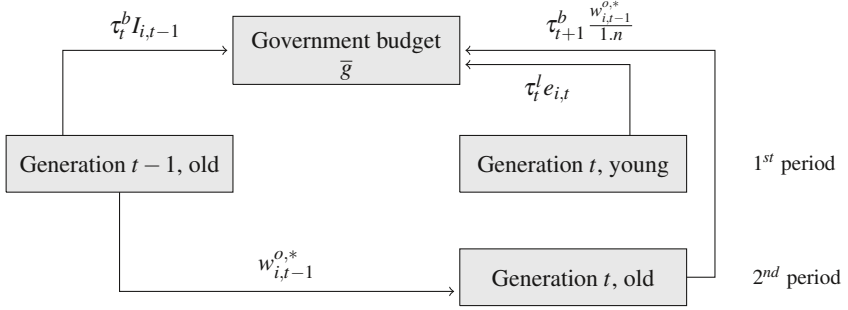 τ_t^b I_{i,t−1}
Government budget
g̅
τ_{t+1}^b w_{i,t−1}^{o,*}/1.n
τ_t^l e_{i,t}
Generation t − 1, old
Generation t, young
1^{st} period
w_{i,t−1}^{o,*}
Generation t, old
2^{nd} period